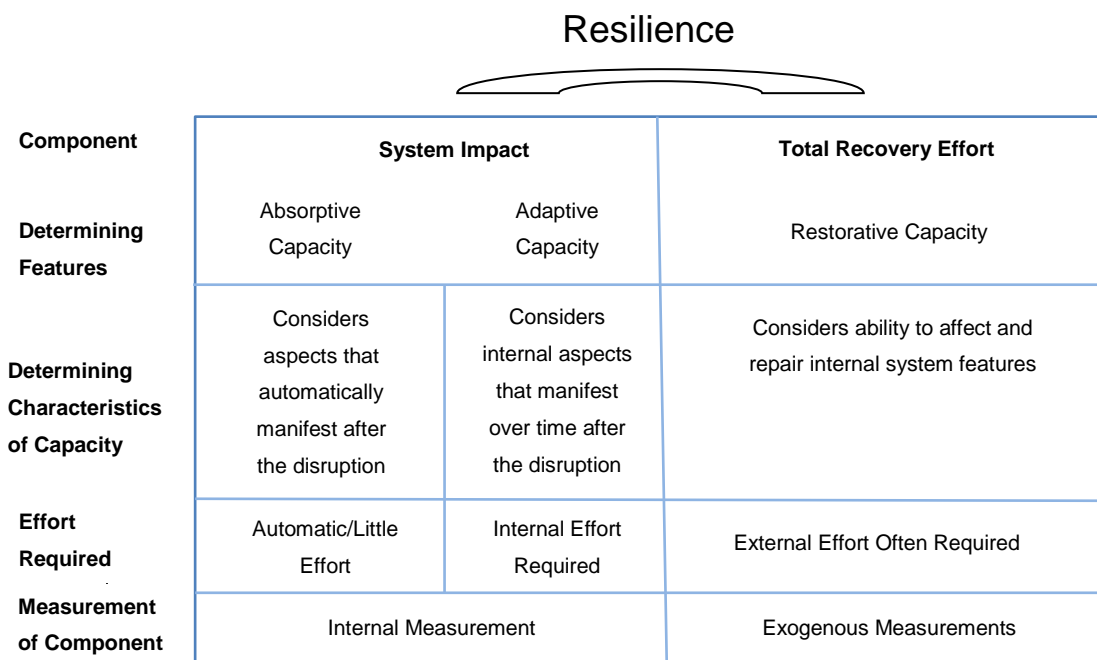 Resilience
Component
System Impact
Total Recovery Effort
Determining
Features
Absorptive
Capacity
Adaptive
Capacity
Restorative Capacity
Determining
Characteristics
of Capacity
Considers
aspects that
automatically
manifest after
the disruption
Considers
internal aspects
that manifest
over time after
the disruption
Considers ability to affect and
repair internal system features
Effort
Required
Automatic/Little
Effort
Internal Effort
Required
External Effort Often Required
Measurement
of Component
Internal Measurement
Exogenous Measurements